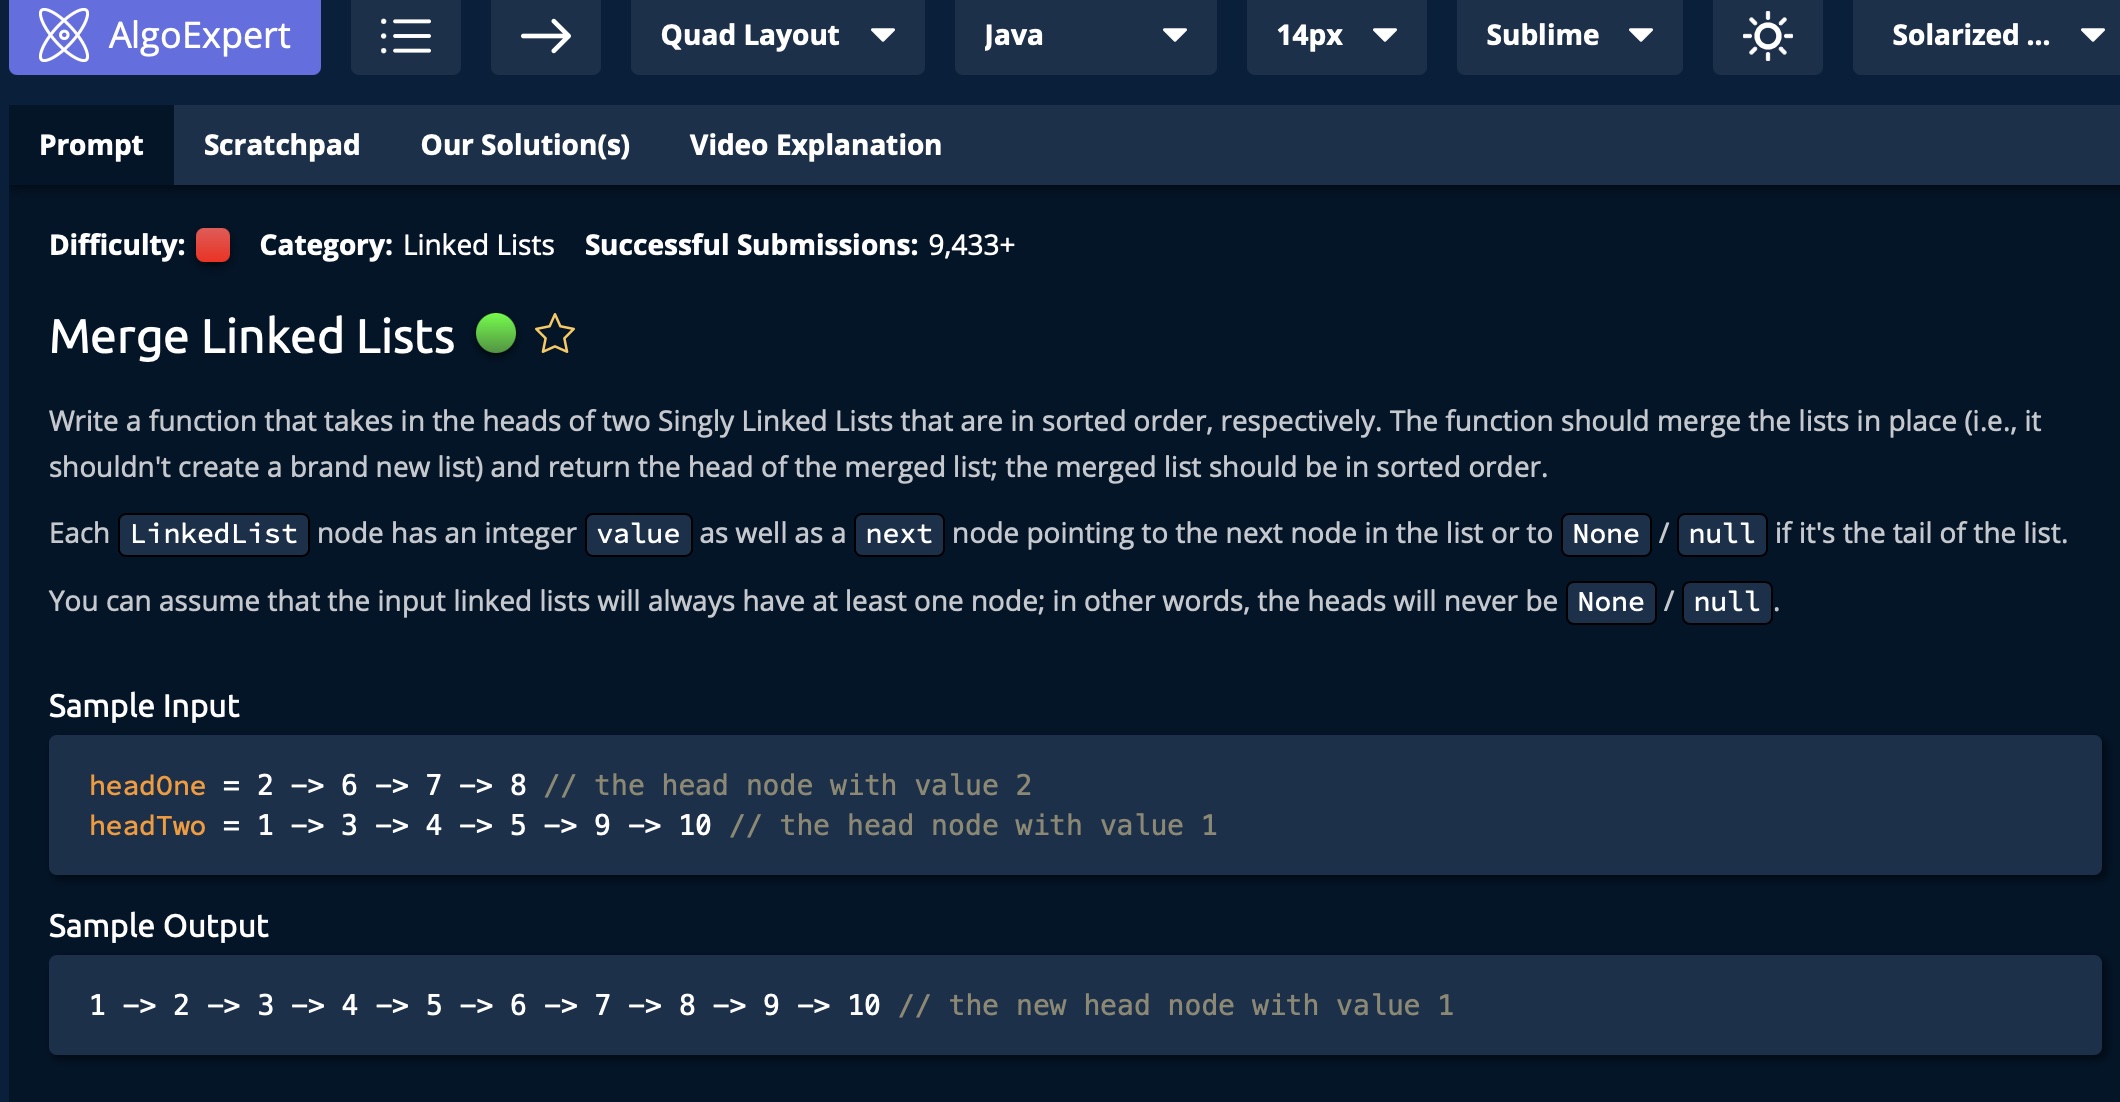 AlgoExpert Quad Layout Java 14px Sublime Solarized ...
Prompt Scratchpad Our Solution(s) Video Explanation
Difficulty: Category: Linked Lists Successful Submissions: 9,433+
Merge Linked Lists
Write a function that takes in the heads of two Singly Linked Lists that are in sorted order, respectively. The function should merge the lists in place (i.e., it
shouldn't create a brand new list) and return the head of the merged list; the merged list should be in sorted order.
Each LinkedList node has an integer value as well as a next node pointing to the next node in the list or to None / null if it's the tail of the list.
You can assume that the input linked lists will always have at least one node; in other words, the heads will never be None / null .
Sample Input
headOne = 2 -> 6 -> 7 -> 8 // the head node with value 2
headTwo = 1 -> 3 -> 4 -> 5 -> 9 -> 10 // the head node with value 1
Sample Output
1 -> 2 -> 3 -> 4 -> 5 -> 6 -> 7 -> 8 -> 9 -> 10 // the new head node with value 1